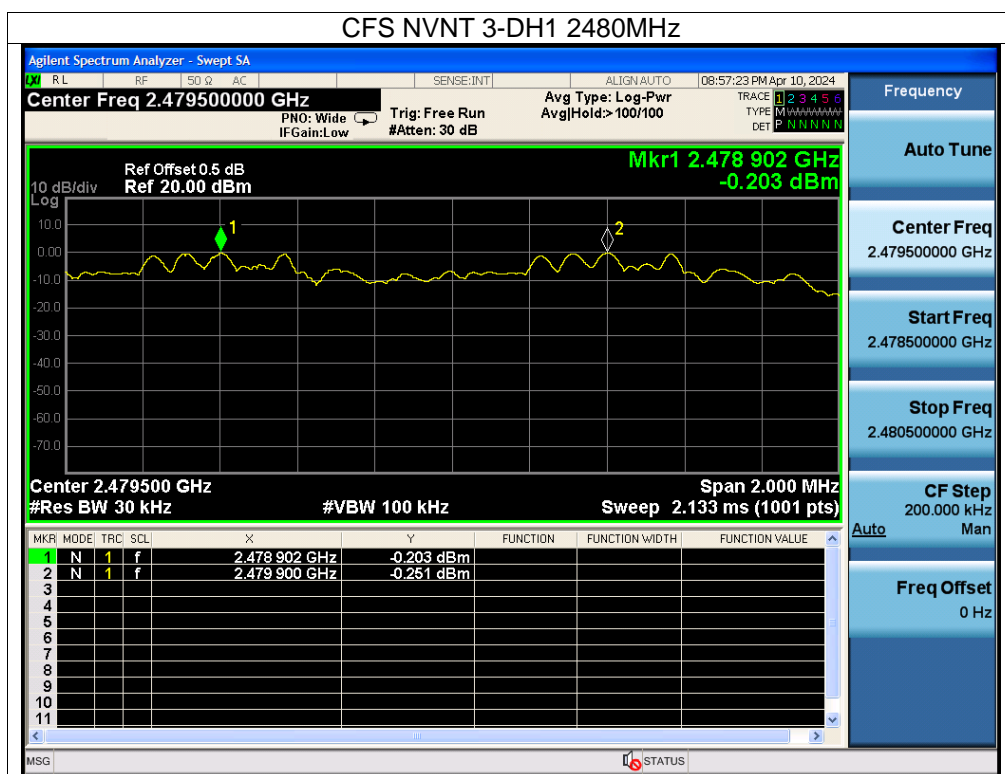 CFS NVNT 3-DH1 2480MHz
Agilent Spectrum Analyzer - Swept SA
LXI RL RF 50 Ω AC SENSE:INT ALIGN AUTO 08:57:23 PM Apr 10, 2024
Center Freq 2.479500000 GHz
PNO: Wide
IFGain:Low
Trig: Free Run
#Atten: 30 dB
Avg Type: Log-Pwr
Avg|Hold:>100/100
TRACE 1 2 3 4 5 6
TYPE M
DET P N N N N N
Ref Offset 0.5 dB
10 dB/div Ref 20.00 dBm
Log
Mkr1 2.478 902 GHz
-0.203 dBm
10.0
0.00
-10.0
-20.0
-30.0
-40.0
-50.0
-60.0
-70.0
1
2
Center 2.479500 GHz Span 2.000 MHz
#Res BW 30 kHz #VBW 100 kHz Sweep 2.133 ms (1001 pts)
MKR MODE TRC SCL X Y FUNCTION FUNCTION WIDTH FUNCTION VALUE
1 N 1 f 2.478 902 GHz -0.203 dBm
2 N 1 f 2.479 900 GHz -0.251 dBm
3
4
5
6
7
8
9
10
11
MSG STATUS
Frequency
Auto Tune
Center Freq
2.479500000 GHz
Start Freq
2.478500000 GHz
Stop Freq
2.480500000 GHz
CF Step
200.000 kHz
Auto Man
Freq Offset
0 Hz